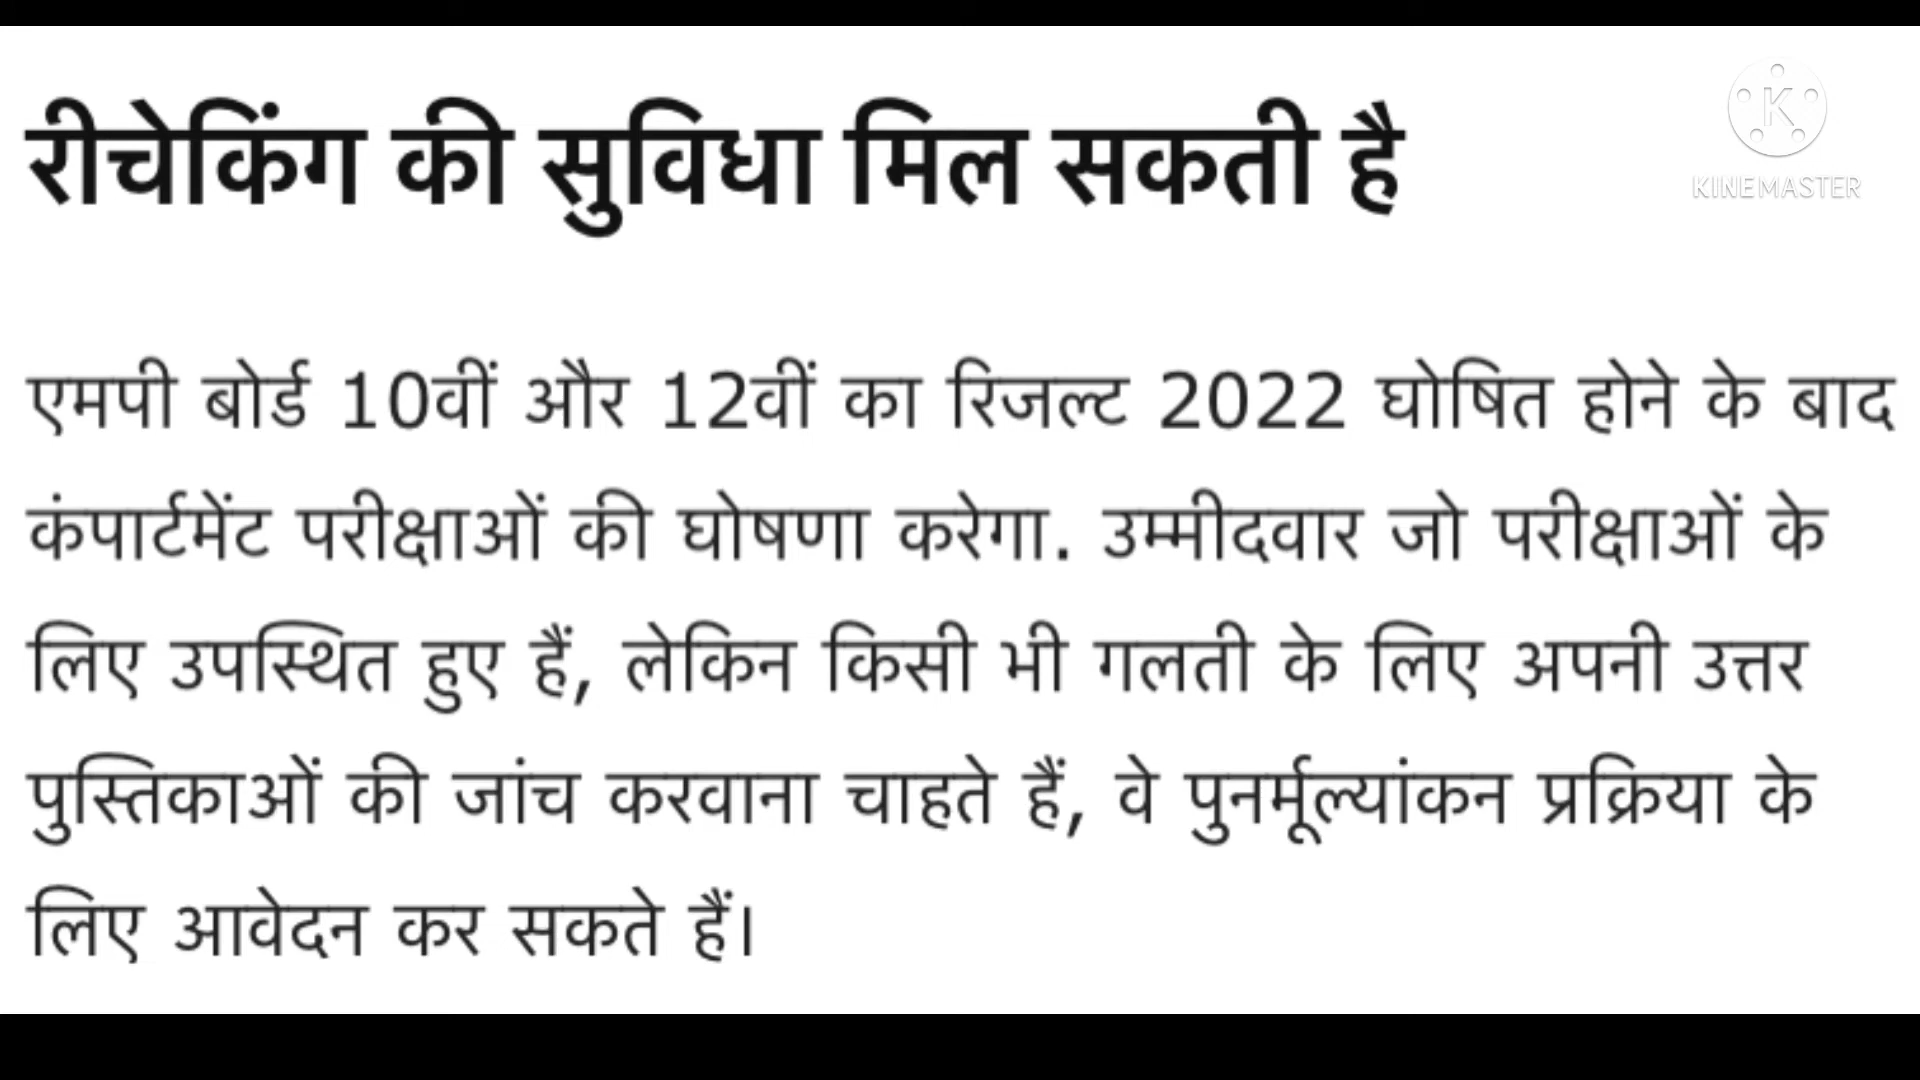 रीचेकिंग की सुविधा मिल सकती है
K
KINEMASTER
एमपी बोर्ड 10वीं और 12वीं का रिजल्ट 2022 घोषित होने के बाद
कंपार्टमेंट परीक्षाओं की घोषणा करेगा. उम्मीदवार जो परीक्षाओं के
लिए उपस्थित हुए हैं, लेकिन किसी भी गलती के लिए अपनी उत्तर
पुस्तिकाओं की जांच करवाना चाहते हैं, वे पुनर्मूल्यांकन प्रक्रिया के
लिए आवेदन कर सकते हैं।